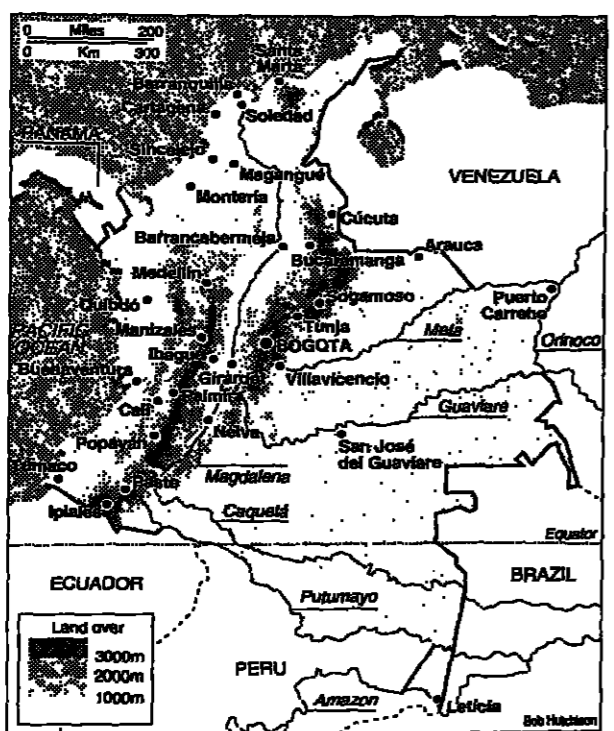 0 Miles 200
0 Km 300
Santa
Marta
Barranquilla
Cartagena
Soledad
PANAMA
Sincelejo
Magangué
VENEZUELA
Montería
Cúcuta
Barrancabermeja
Arauca
Bucaramanga
Medellín
Sogamoso
Puerto
Carreño
Quibdó
Tunja
Meta
PACIFIC
OCEAN
Manizales
BOGOTA
Orinoco
Ibagué
Buenaventura
Girardot
Villavicencio
Palmira
Cali
Guaviare
Popayán
Neiva
San José
del Guaviare
Tumaco
Magdalena
Pasto
Caquetá
Ipiales
Equator
ECUADOR
BRAZIL
Putumayo
Land over
3000m
2000m
1000m
PERU
Amazon
Leticia
Bob Hutchison